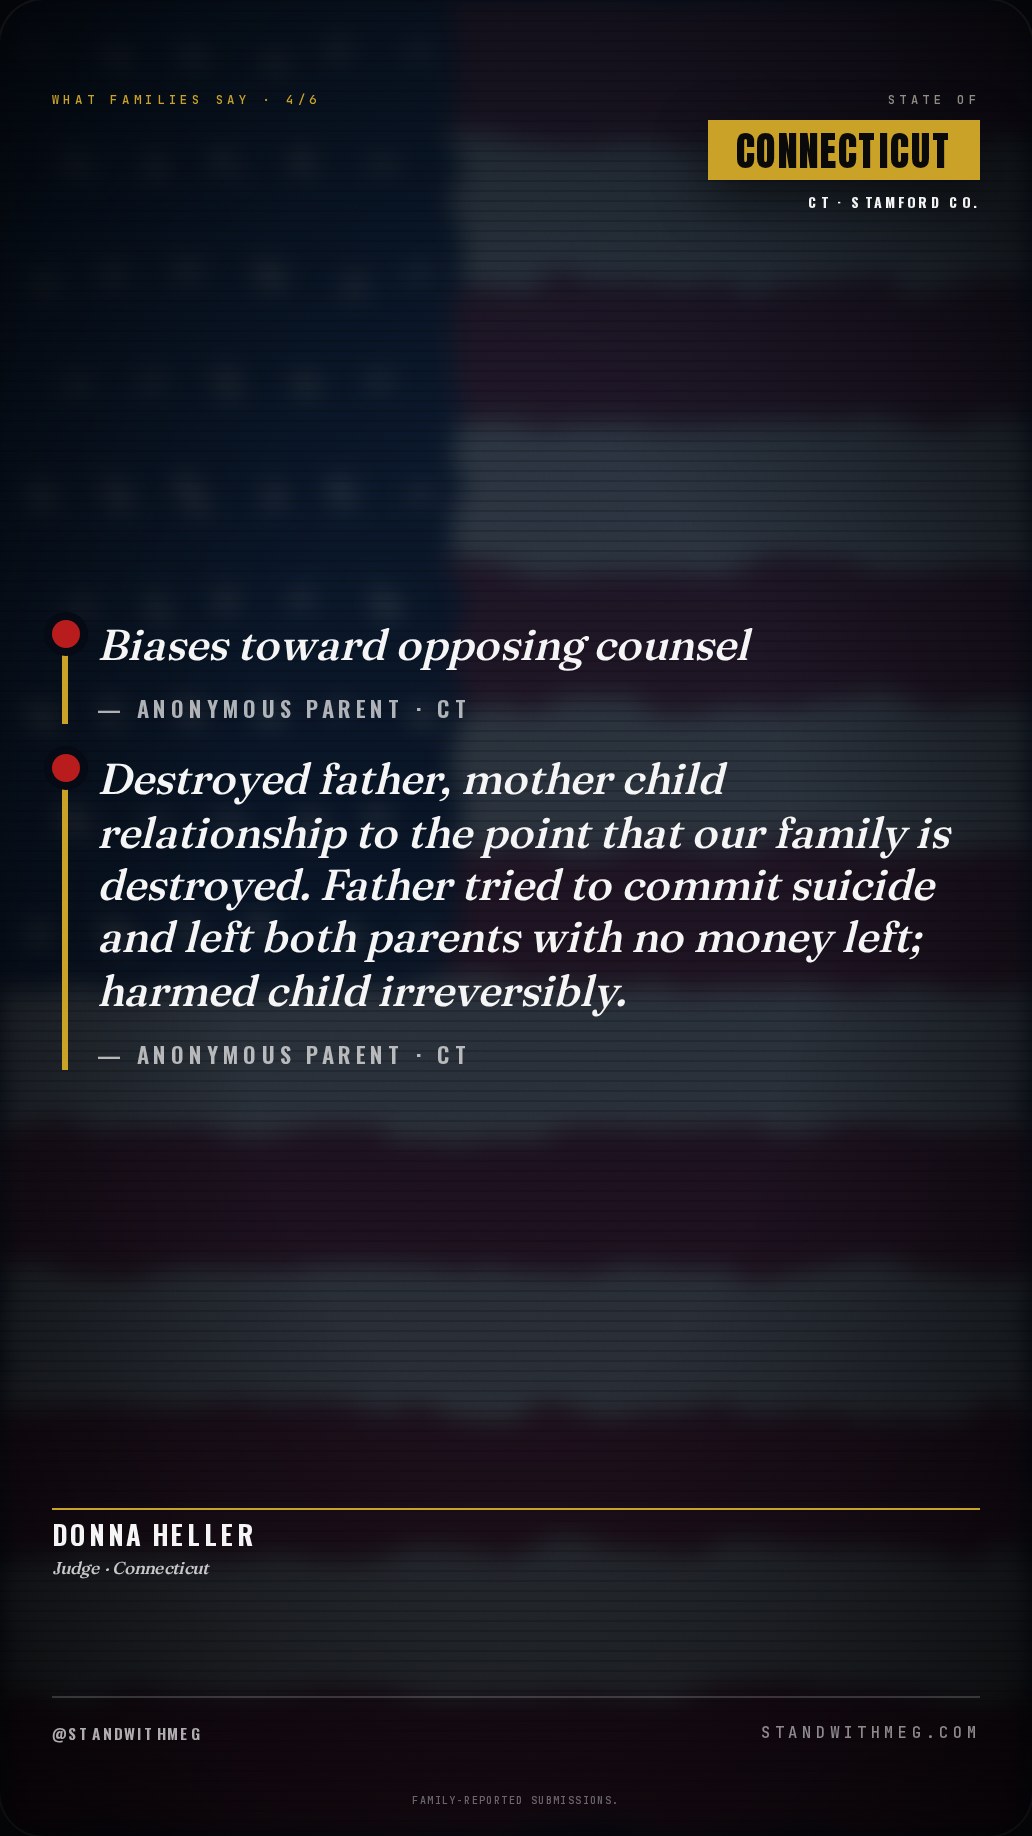 WHAT FAMILIES SAY · 4/6
STATE OF
CONNECTICUT
CT · STAMFORD CO.
Biases toward opposing counsel
— ANONYMOUS PARENT · CT
Destroyed father, mother child
relationship to the point that our family is
destroyed. Father tried to commit suicide
and left both parents with no money left;
harmed child irreversibly.
— ANONYMOUS PARENT · CT
DONNA HELLER
Judge · Connecticut
@STANDWITHMEG
STANDWITHMEG.COM
FAMILY-REPORTED SUBMISSIONS.